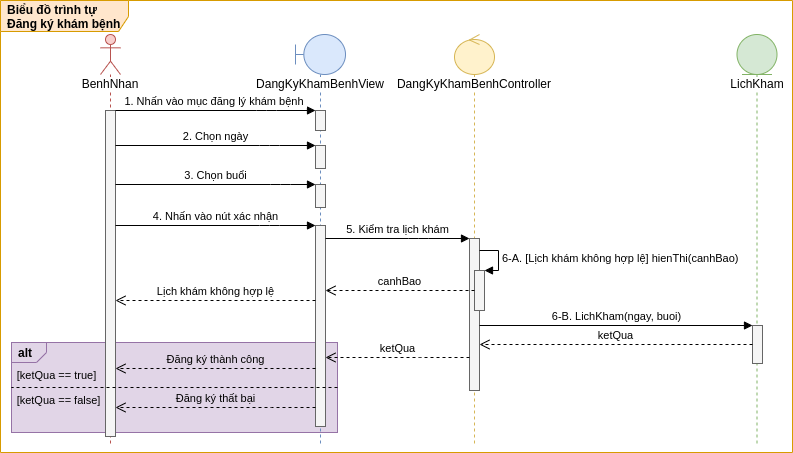 Biểu đồ trình tự
Đăng ký khám bệnh
BenhNhan
DangKyKhamBenhView
DangKyKhamBenhController
LichKham
1. Nhấn vào mục đăng lý khám bệnh
2. Chọn ngày
3. Chọn buổi
4. Nhấn vào nút xác nhận
5. Kiểm tra lịch khám
6-A. [Lịch khám không hợp lệ] hienThi(canhBao)
canhBao
Lịch khám không hợp lệ
6-B. LichKham(ngay, buoi)
ketQua
ketQua
alt
Đăng ký thành công
[ketQua == true]
Đăng ký thất bại
[ketQua == false]